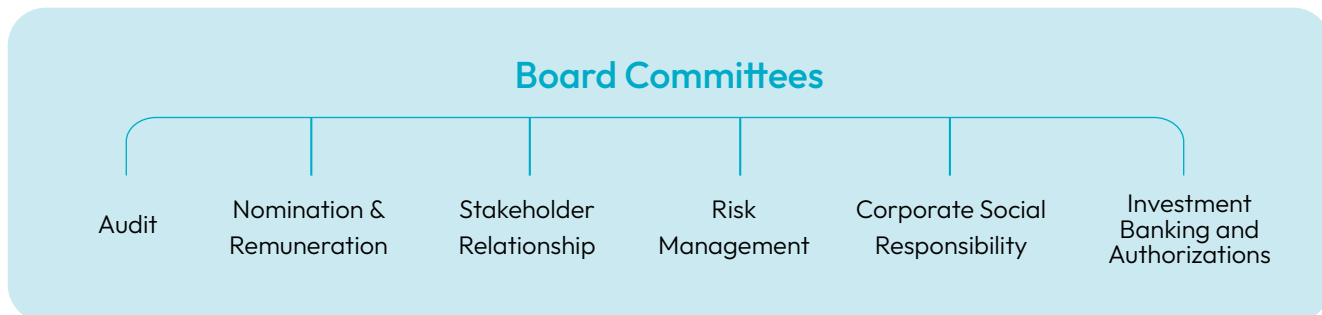 Board Committees
Audit
Nomination &
Remuneration
Stakeholder
Relationship
Risk
Management
Corporate Social
Responsibility
Investment
Banking and
Authorizations